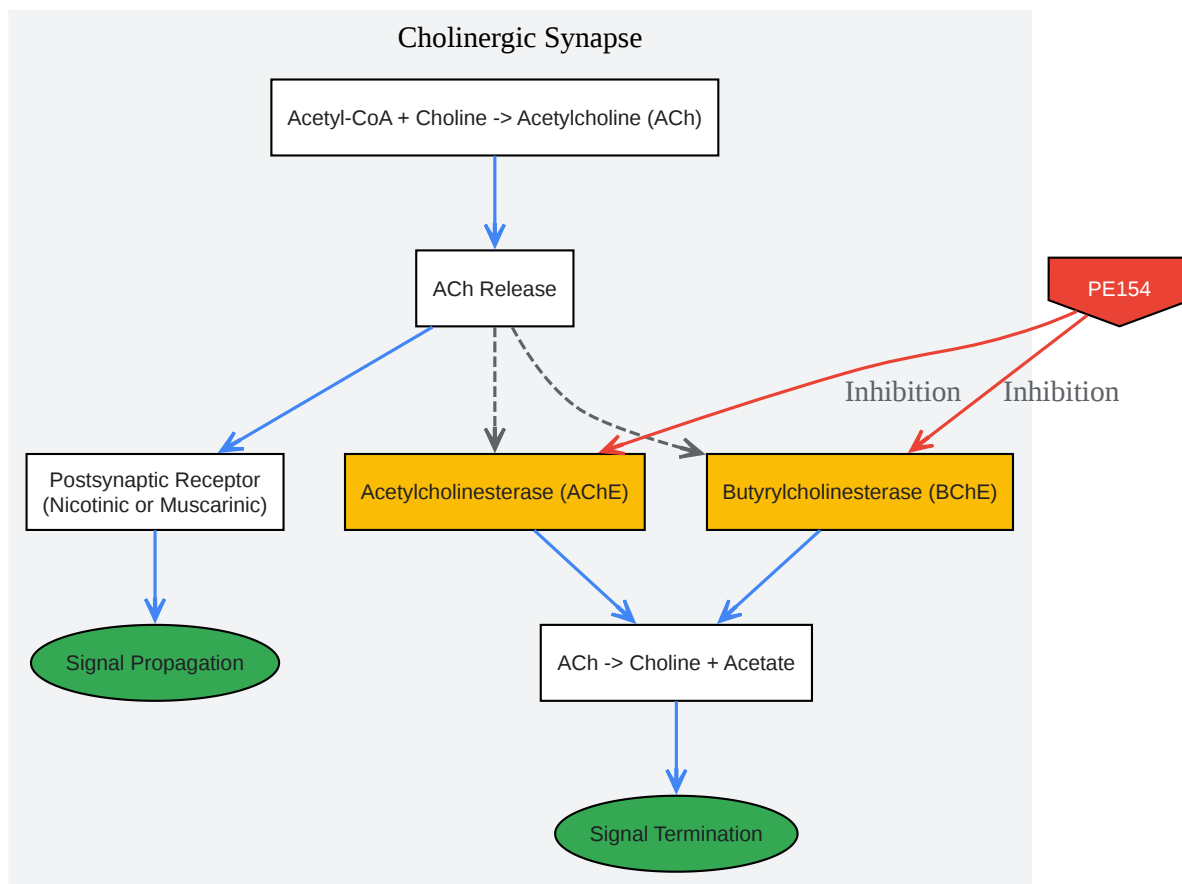 Cholinergic Synapse
Acetyl-CoA + Choline -> Acetylcholine (ACh)
ACh Release
PE154
Inhibition
Inhibition
Postsynaptic Receptor
(Nicotinic or Muscarinic)
Acetylcholinesterase (AChE)
Butyrylcholinesterase (BChE)
Signal Propagation
ACh -> Choline + Acetate
Signal Termination